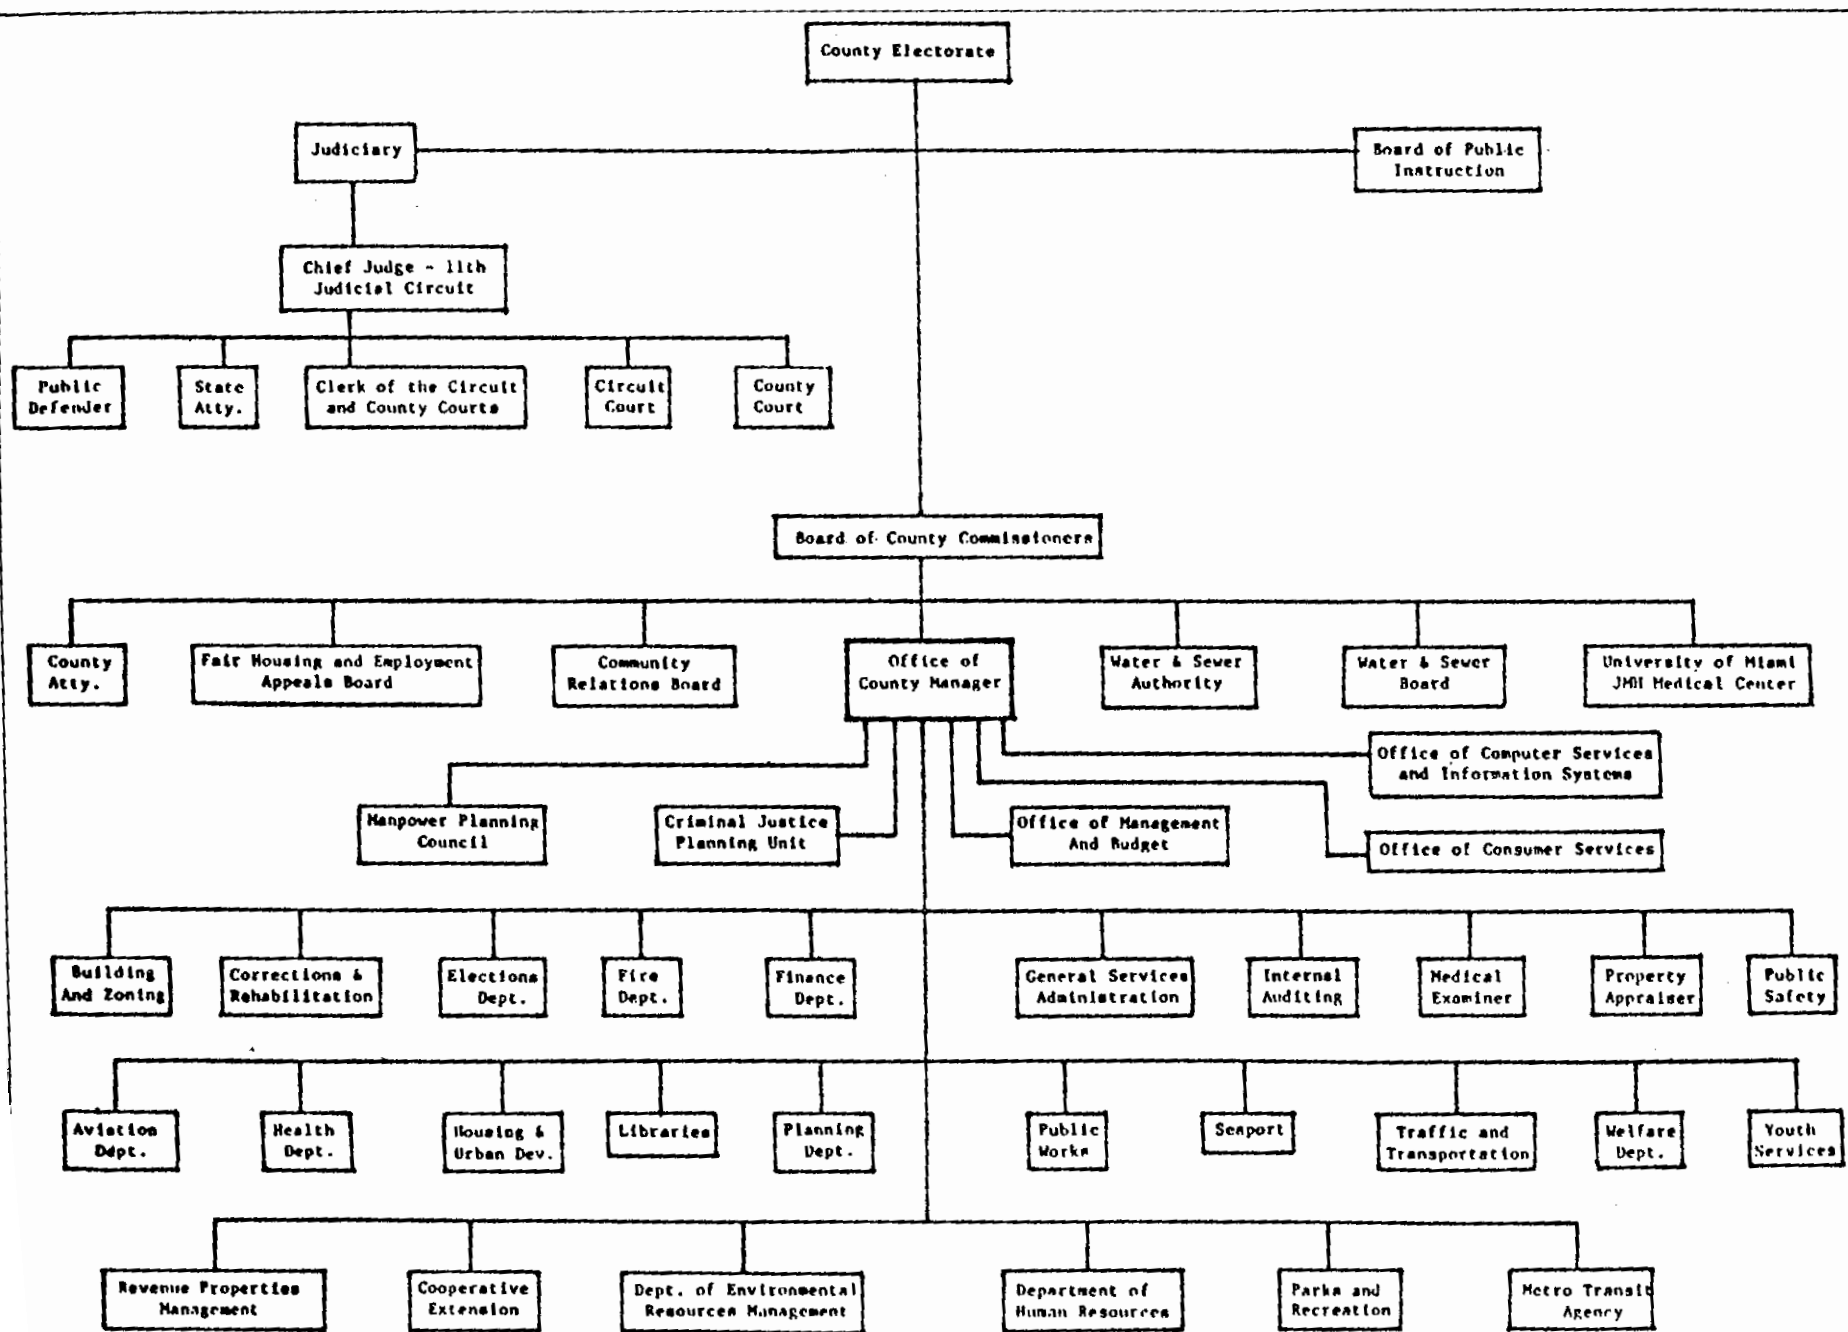 County Electorate
Judiciary
Board of Public
Instruction
Chief Judge - 11th
Judicial Circuit
Public
Defender
State
Atty.
Clerk of the Circuit
and County Courts
Circuit
Court
County
Court
Board of County Commissioners
County
Atty.
Fair Housing and Employment
Appeals Board
Community
Relations Board
Office of
County Manager
Water & Sewer
Authority
Water & Sewer
Board
University of Miami
JMH Medical Center
Office of Computer Services
and Information Systems
Manpower Planning
Council
Criminal Justice
Planning Unit
Office of Management
And Budget
Office of Consumer Services
Building
And Zoning
Corrections &
Rehabilitation
Elections
Dept.
Fire
Dept.
Finance
Dept.
General Services
Administration
Internal
Auditing
Medical
Examiner
Property
Appraiser
Public
Safety
Aviation
Dept.
Health
Dept.
Housing &
Urban Dev.
Libraries
Planning
Dept.
Public
Works
Seaport
Traffic and
Transportation
Welfare
Dept.
Youth
Services
Revenue Properties
Management
Cooperative
Extension
Dept. of Environmental
Resources Management
Department of
Human Resources
Parks and
Recreation
Metro Transit
Agency